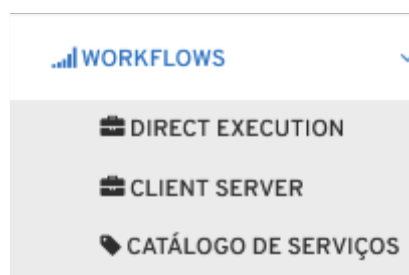 WORKFLOWS
DIRECT EXECUTION
CLIENT SERVER
CATÁLOGO DE SERVIÇOS